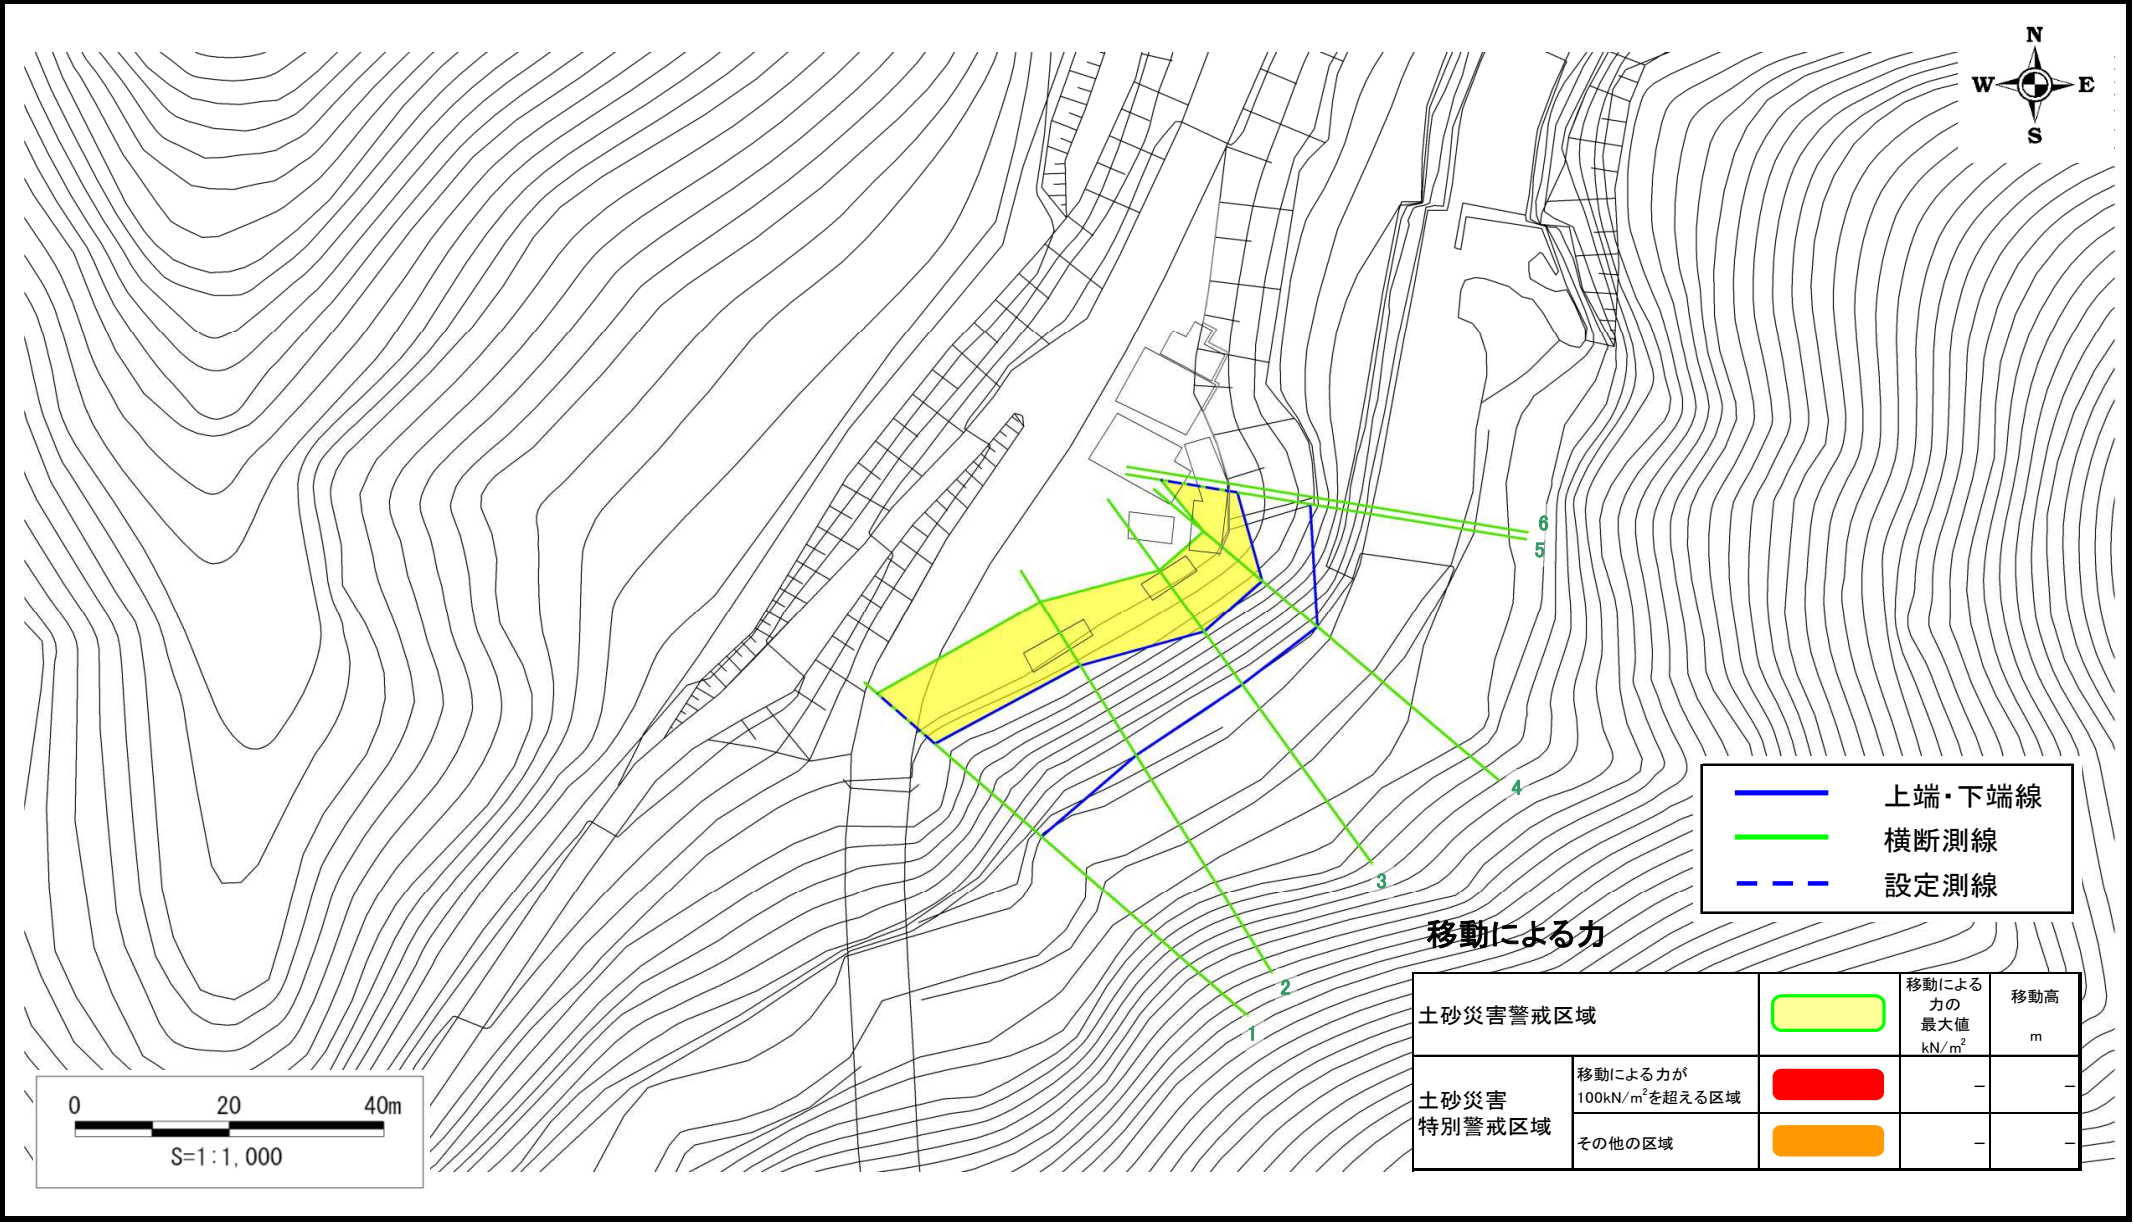 N
W E
S
6
5
4
3
2
1
上端・下端線
横断測線
設定測線
移動による力
土砂災害警戒区域
移動による
力の
最大値
kN/m²
移動高
m
土砂災害
特別警戒区域
移動による力が
100kN/m²を超える区域
－ －
その他の区域
－ －
0 20 40m
S=1:1,000